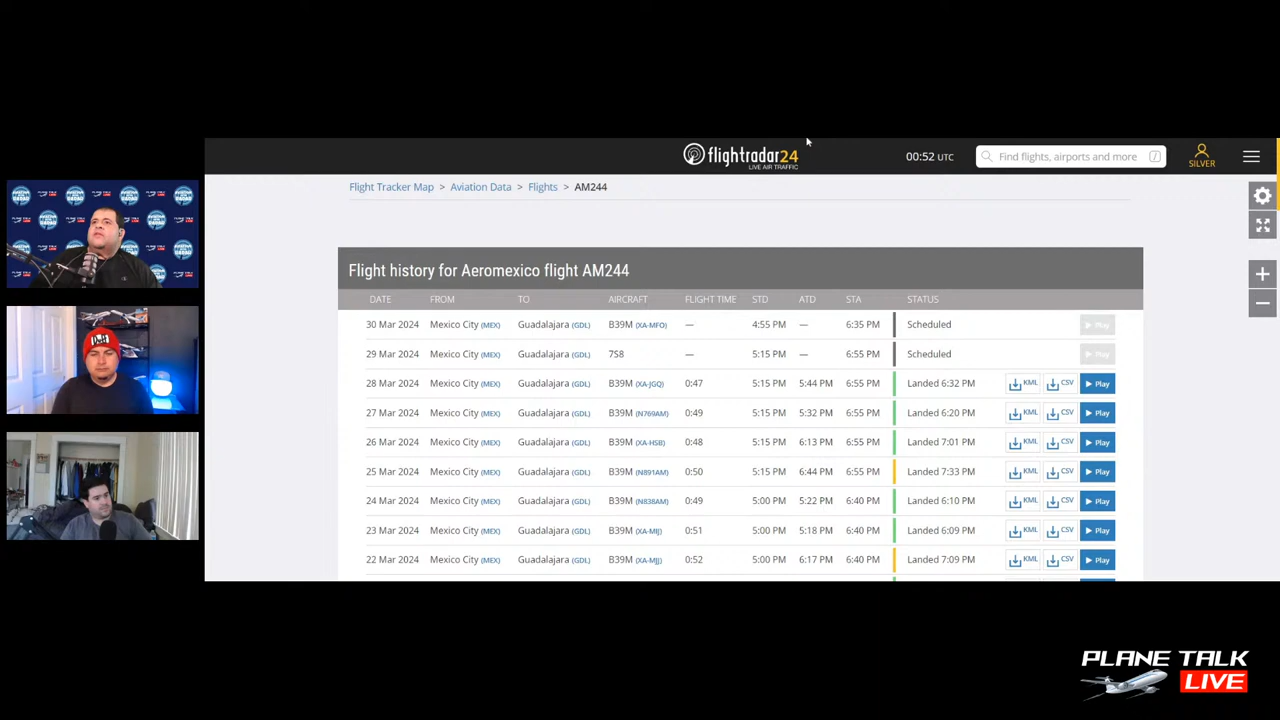 flightradar24
LIVE AIR TRAFFIC
00:52 UTC
Find flights, airports and more /
SILVER
Flight Tracker Map > Aviation Data > Flights > AM244
Flight history for Aeromexico flight AM244
DATE FROM TO AIRCRAFT FLIGHT TIME STD ATD STA STATUS
30 Mar 2024 Mexico City (MEX) Guadalajara (GDL) B39M (XA-MFO) — 4:55 PM — 6:35 PM Scheduled Play
29 Mar 2024 Mexico City (MEX) Guadalajara (GDL) 7S8 — 5:15 PM — 6:55 PM Scheduled Play
28 Mar 2024 Mexico City (MEX) Guadalajara (GDL) B39M (XA-JGQ) 0:47 5:15 PM 5:44 PM 6:55 PM Landed 6:32 PM KML CSV Play
27 Mar 2024 Mexico City (MEX) Guadalajara (GDL) B39M (N769AM) 0:49 5:15 PM 5:32 PM 6:55 PM Landed 6:20 PM KML CSV Play
26 Mar 2024 Mexico City (MEX) Guadalajara (GDL) B39M (XA-HSB) 0:48 5:15 PM 6:13 PM 6:55 PM Landed 7:01 PM KML CSV Play
25 Mar 2024 Mexico City (MEX) Guadalajara (GDL) B39M (N891AM) 0:50 5:15 PM 6:44 PM 6:55 PM Landed 7:33 PM KML CSV Play
24 Mar 2024 Mexico City (MEX) Guadalajara (GDL) B39M (N838AM) 0:49 5:00 PM 5:22 PM 6:40 PM Landed 6:10 PM KML CSV Play
23 Mar 2024 Mexico City (MEX) Guadalajara (GDL) B39M (XA-MIJ) 0:51 5:00 PM 5:18 PM 6:40 PM Landed 6:09 PM KML CSV Play
22 Mar 2024 Mexico City (MEX) Guadalajara (GDL) B39M (XA-MJJ) 0:52 5:00 PM 6:17 PM 6:40 PM Landed 7:09 PM KML CSV Play
PLANE TALK
LIVE